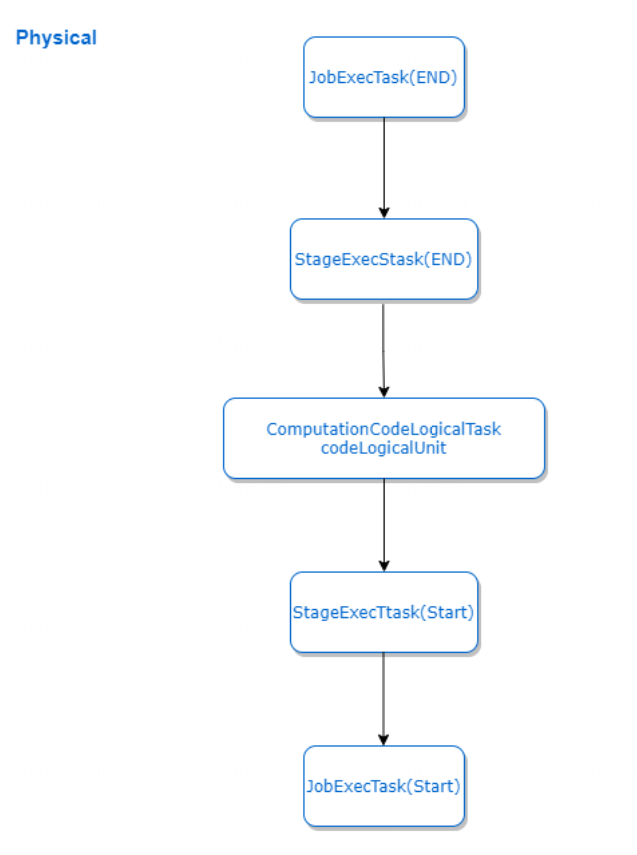 Physical
JobExecTask(END)
StageExecStask(END)
ComputationCodeLogicalTask
codeLogicalUnit
StageExecTtask(Start)
JobExecTask(Start)